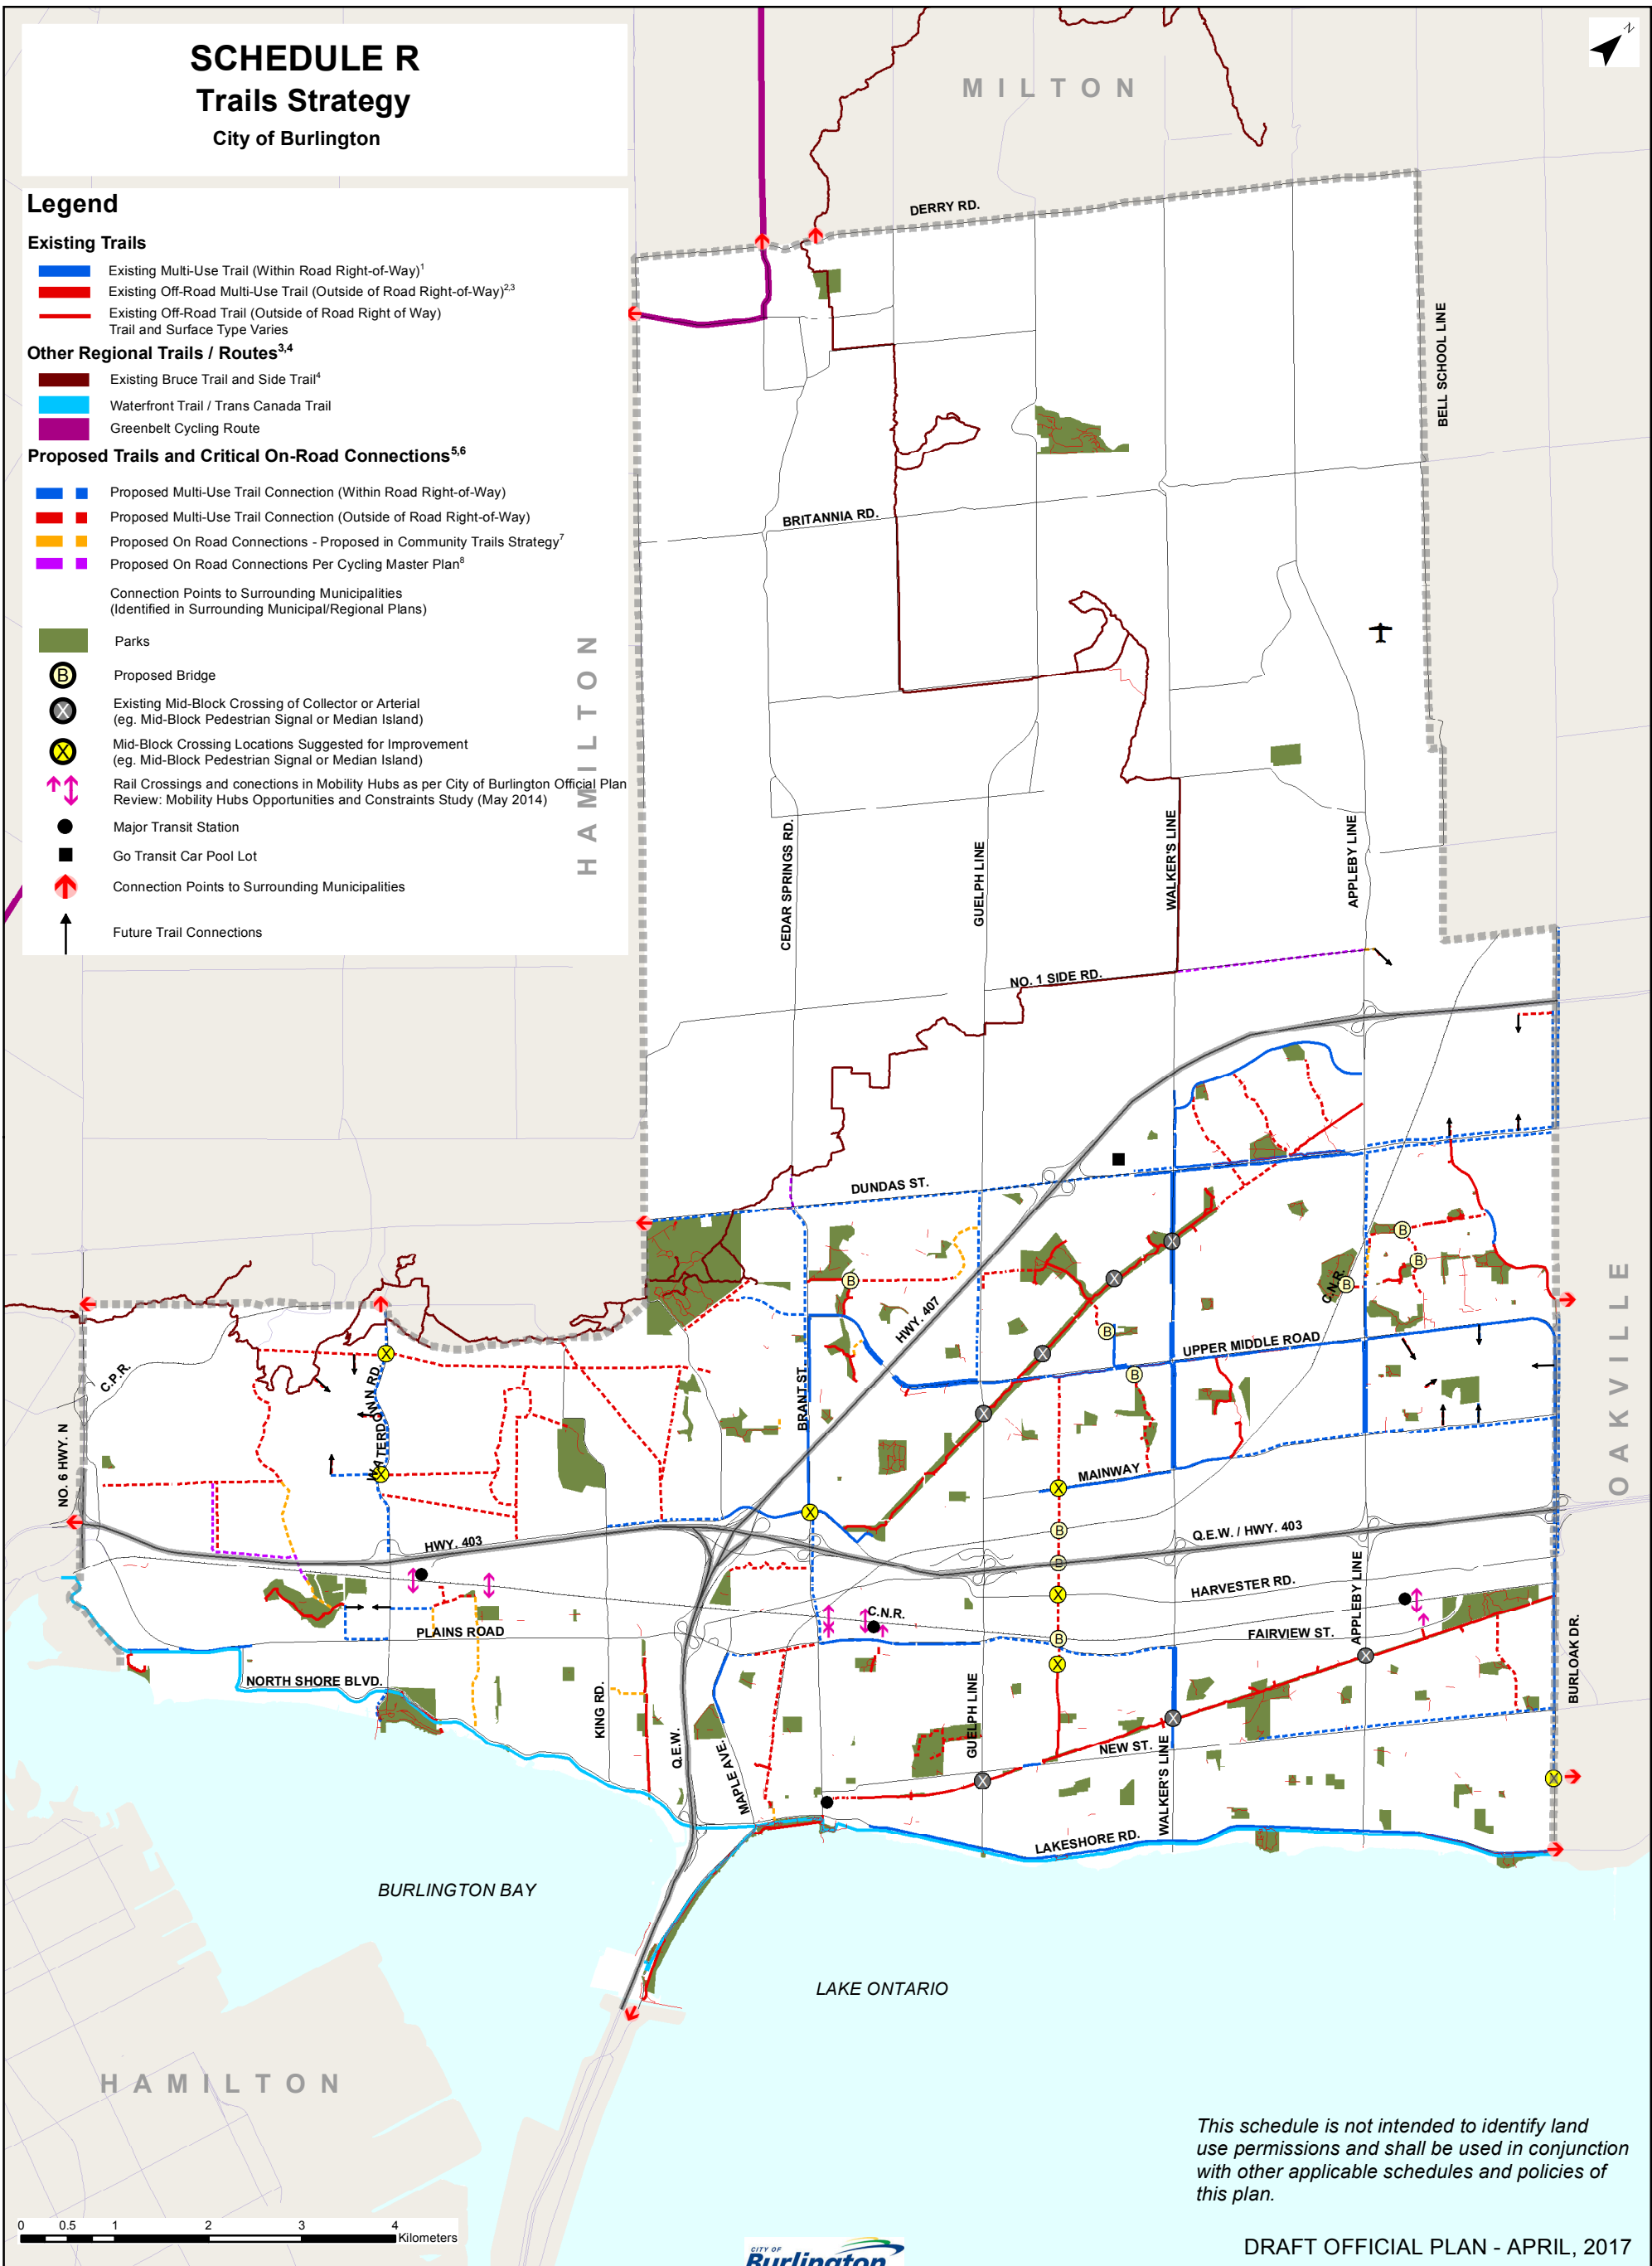 SCHEDULE R
Trails Strategy
City of Burlington
N
MILTON
Legend
Existing Trails
Existing Multi-Use Trail (Within Road Right-of-Way)1
Existing Off-Road Multi-Use Trail (Outside of Road Right-of-Way)2,3
Existing Off-Road Trail (Outside of Road Right of Way)
Trail and Surface Type Varies
Other Regional Trails / Routes3,4
Existing Bruce Trail and Side Trail4
Waterfront Trail / Trans Canada Trail
Greenbelt Cycling Route
Proposed Trails and Critical On-Road Connections5,6
Proposed Multi-Use Trail Connection (Within Road Right-of-Way)
Proposed Multi-Use Trail Connection (Outside of Road Right-of-Way)
Proposed On Road Connections - Proposed in Community Trails Strategy7
Proposed On Road Connections Per Cycling Master Plan8
Connection Points to Surrounding Municipalities
(Identified in Surrounding Municipal/Regional Plans)
Parks
B
Proposed Bridge
X
Existing Mid-Block Crossing of Collector or Arterial
(eg. Mid-Block Pedestrian Signal or Median Island)
X
Mid-Block Crossing Locations Suggested for Improvement
(eg. Mid-Block Pedestrian Signal or Median Island)
Rail Crossings and conections in Mobility Hubs as per City of Burlington Official Plan
Review: Mobility Hubs Opportunities and Constraints Study (May 2014)
Major Transit Station
Go Transit Car Pool Lot
Connection Points to Surrounding Municipalities
Future Trail Connections
HAMILTON
DERRY RD.
BELL SCHOOL LINE
BRITANNIA RD.
CEDAR SPRINGS RD.
GUELPH LINE
WALKER'S LINE
APPLEBY LINE
NO. 1 SIDE RD.
DUNDAS ST.
HWY. 407
BRANT ST.
UPPER MIDDLE ROAD
C.N.R.
OAKVILLE
C.P.R.
NO. 6 HWY. N
WATERDOWN RD.
MAINWAY
HWY. 403
Q.E.W. / HWY. 403
HARVESTER RD.
C.N.R.
PLAINS ROAD
FAIRVIEW ST.
APPLEBY LINE
BURLOAK DR.
NORTH SHORE BLVD.
KING RD.
Q.E.W.
MAPLE AVE.
GUELPH LINE
NEW ST.
WALKER'S LINE
LAKESHORE RD.
BURLINGTON BAY
LAKE ONTARIO
HAMILTON
This schedule is not intended to identify land
use permissions and shall be used in conjunction
with other applicable schedules and policies of
this plan.
0 0.5 1 2 3 4
Kilometers
CITY OF
Burlington
DRAFT OFFICIAL PLAN - APRIL, 2017